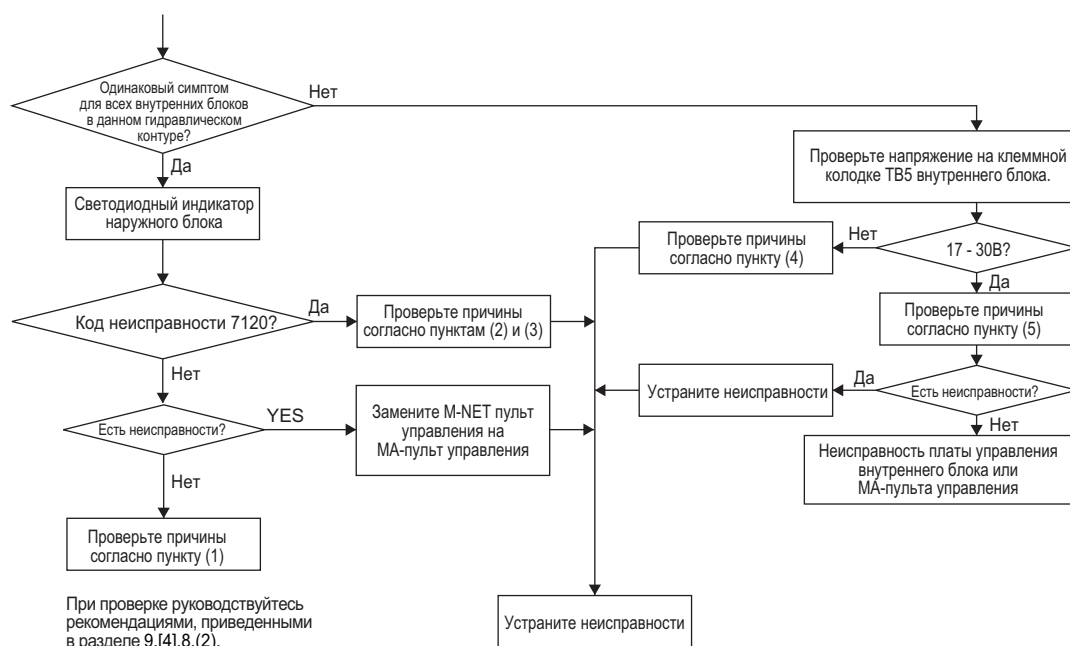 Одинаковый симптом
для всех внутренних блоков
в данном гидравлическом
контуре?
Нет
Да
Проверьте напряжение на клеммной
колодке TB5 внутреннего блока.
Светодиодный индикатор
наружного блока
Проверьте причины
согласно пункту (4)
Нет
17 - 30В?
Да
Код неисправности 7120?
Да
Проверьте причины
согласно пунктам (2) и (3)
Проверьте причины
согласно пункту (5)
Нет
Устраните неисправности
Да
Есть неисправности?
Нет
Есть неисправности?
YES
Замените M-NET пульт
управления на
МА-пульт управления
Неисправность платы управления
внутреннего блока или
МА-пульта управления
Нет
Проверьте причины
согласно пункту (1)
При проверке руководствуйтесь
рекомендациями, приведенными
в разделе 9.[4].8.(2).
Устраните неисправности